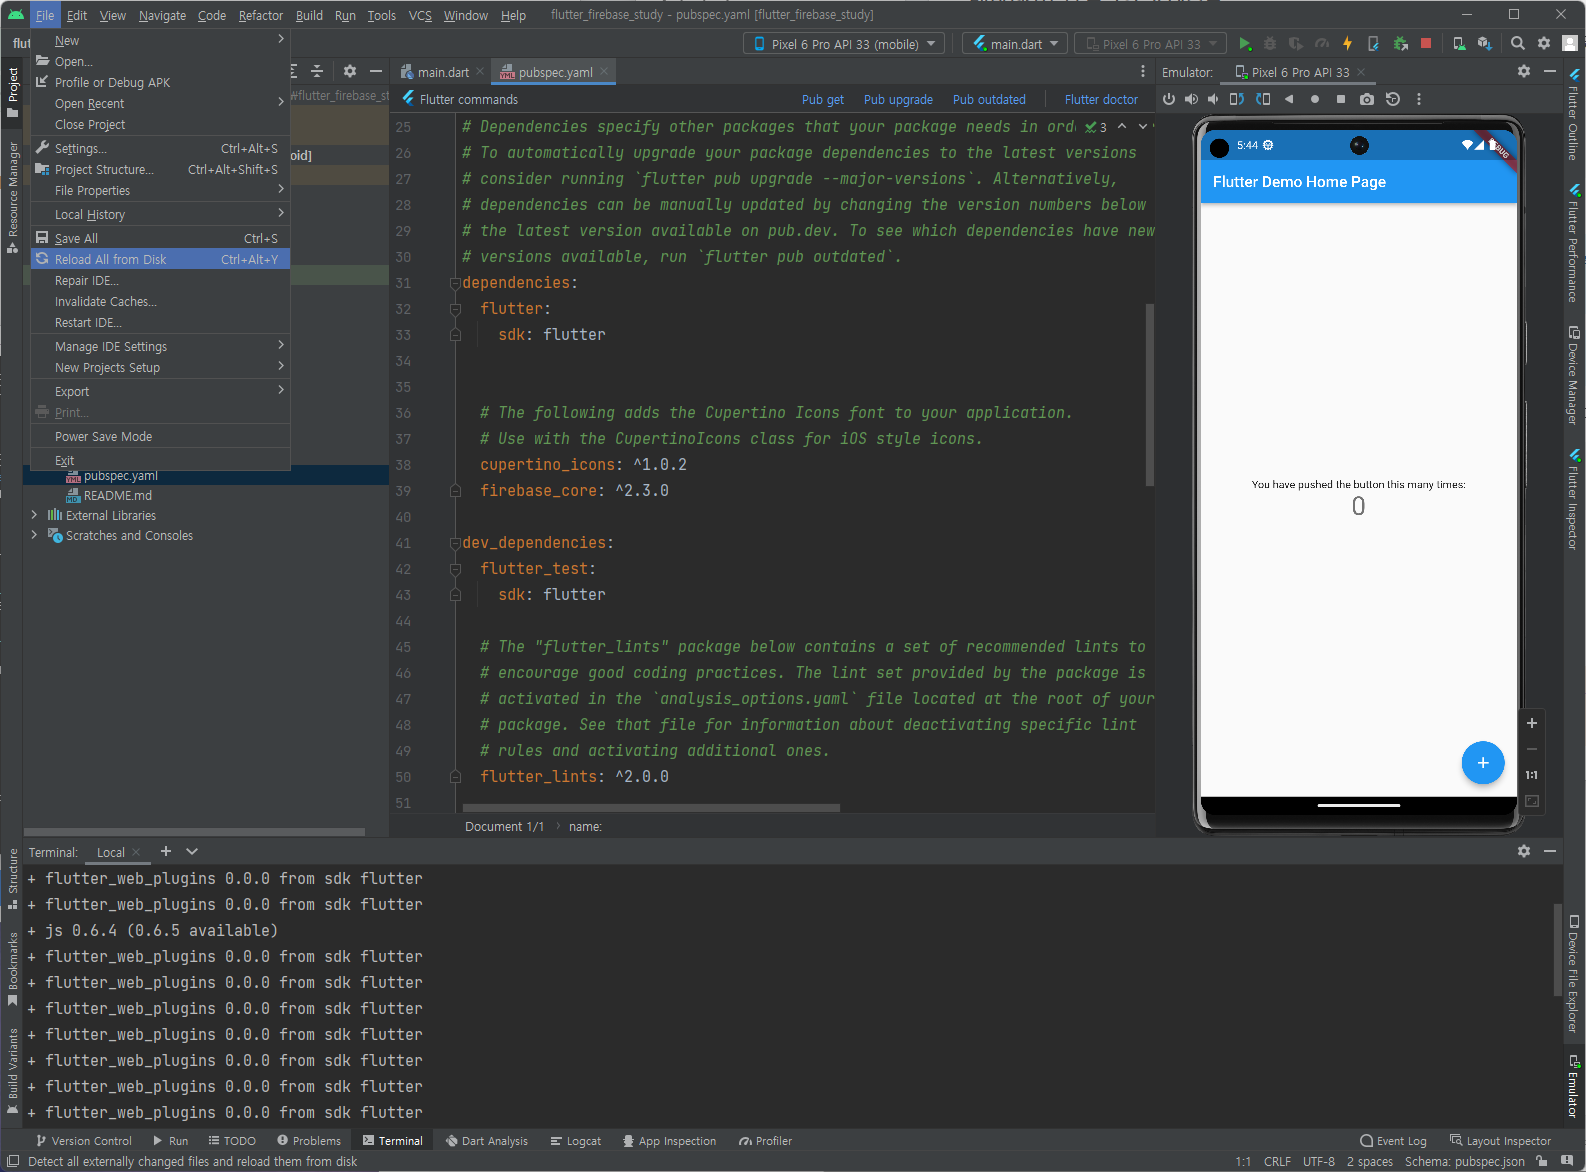 File Edit View Navigate Code Refactor Build Run Tools VCS Window Help flutter_firebase_study - pubspec.yaml [flutter_firebase_study]
Pixel 6 Pro API 33 (mobile) main.dart Pixel 6 Pro API 33
New
Open...
Profile or Debug APK
Open Recent
Close Project
Settings... Ctrl+Alt+S
Project Structure... Ctrl+Alt+Shift+S
File Properties
Local History
Save All Ctrl+S
Reload All from Disk Ctrl+Alt+Y
Repair IDE...
Invalidate Caches...
Restart IDE...
Manage IDE Settings
New Projects Setup
Export
Print...
Power Save Mode
Exit
pubspec.yaml
README.md
External Libraries
Scratches and Consoles
Project
Resource Manager
Structure
Bookmarks
Build Variants
main.dart pubspec.yaml
Flutter commands Pub get Pub upgrade Pub outdated Flutter doctor
3
25 # Dependencies specify other packages that your package needs in ord
26 # To automatically upgrade your package dependencies to the latest versions
27 # consider running `flutter pub upgrade --major-versions`. Alternatively,
28 # dependencies can be manually updated by changing the version numbers below
29 # the latest version available on pub.dev. To see which dependencies have new
30 # versions available, run `flutter pub outdated`.
31 dependencies:
32 flutter:
33 sdk: flutter
34
35
36 # The following adds the Cupertino Icons font to your application.
37 # Use with the CupertinoIcons class for iOS style icons.
38 cupertino_icons: ^1.0.2
39 firebase_core: ^2.3.0
40
41 dev_dependencies:
42 flutter_test:
43 sdk: flutter
44
45 # The "flutter_lints" package below contains a set of recommended lints to
46 # encourage good coding practices. The lint set provided by the package is
47 # activated in the `analysis_options.yaml` file located at the root of your
48 # package. See that file for information about deactivating specific lint
49 # rules and activating additional ones.
50 flutter_lints: ^2.0.0
51
Document 1/1 name:
Emulator: Pixel 6 Pro API 33
5:44
Flutter Demo Home Page
You have pushed the button this many times:
0
1:1
Flutter Outline
Flutter Performance
Device Manager
Flutter Inspector
Device File Explorer
Emulator
Terminal: Local
+ flutter_web_plugins 0.0.0 from sdk flutter
+ flutter_web_plugins 0.0.0 from sdk flutter
+ js 0.6.4 (0.6.5 available)
+ flutter_web_plugins 0.0.0 from sdk flutter
+ flutter_web_plugins 0.0.0 from sdk flutter
+ flutter_web_plugins 0.0.0 from sdk flutter
+ flutter_web_plugins 0.0.0 from sdk flutter
+ flutter_web_plugins 0.0.0 from sdk flutter
+ flutter_web_plugins 0.0.0 from sdk flutter
+ flutter_web_plugins 0.0.0 from sdk flutter
Version Control Run TODO Problems Terminal Dart Analysis Logcat App Inspection Profiler Event Log Layout Inspector
Detect all externally changed files and reload them from disk 1:1 CRLF UTF-8 2 spaces Schema: pubspec.json